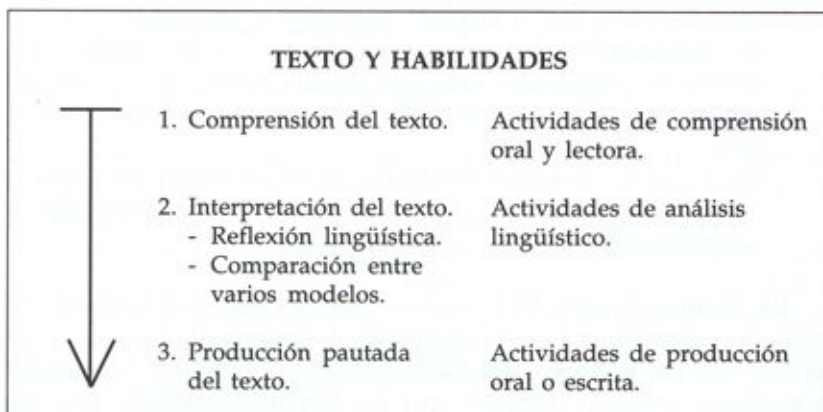 TEXTO Y HABILIDADES
1. Comprensión del texto. Actividades de comprensión
oral y lectora.
2. Interpretación del texto. Actividades de análisis
- Reflexión lingüística. lingüístico.
- Comparación entre
varios modelos.
3. Producción pautada Actividades de producción
del texto. oral o escrita.